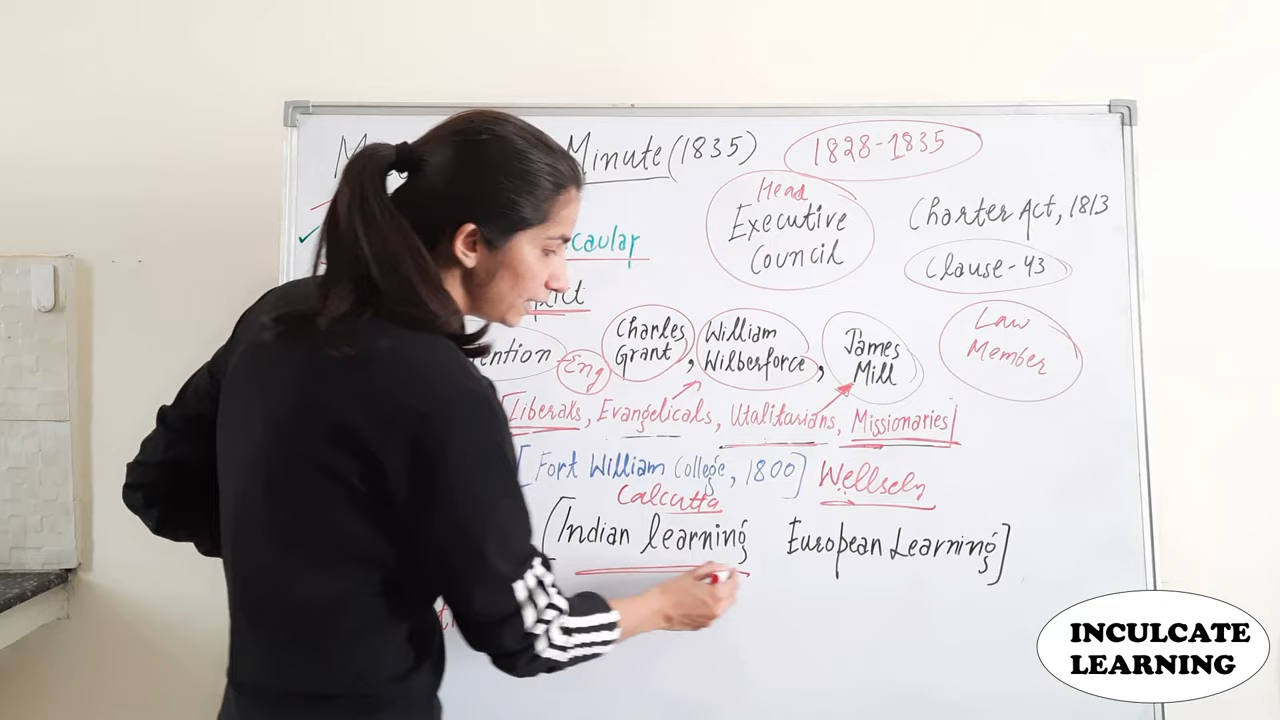 Minute (1835) 1828-1835
Head
Executive
Council
Charter Act, 1813
Clause-43
caular
Law
Member
Charles
Grant,
William
Wilberforce,
James
Mill
ention
Eng
[Liberals, Evangelicals, Utalitarians, Missionaries]
[Fort William College, 1800] Wellsely
Calcutta
[Indian learning European Learning]
INCULCATE
LEARNING